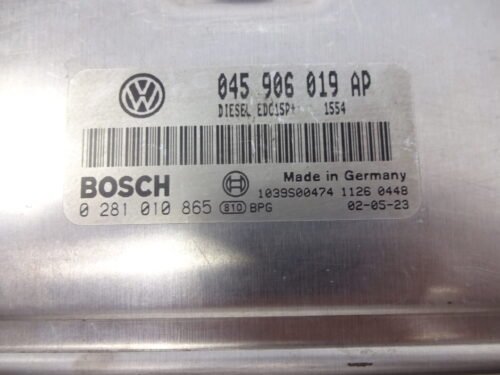 045 906 019 AP
DIESEL EDC15P+ 1554
BOSCH
Made in Germany
1039S00474 1126 0448
0 281 010 865 810 BPG 02-05-23